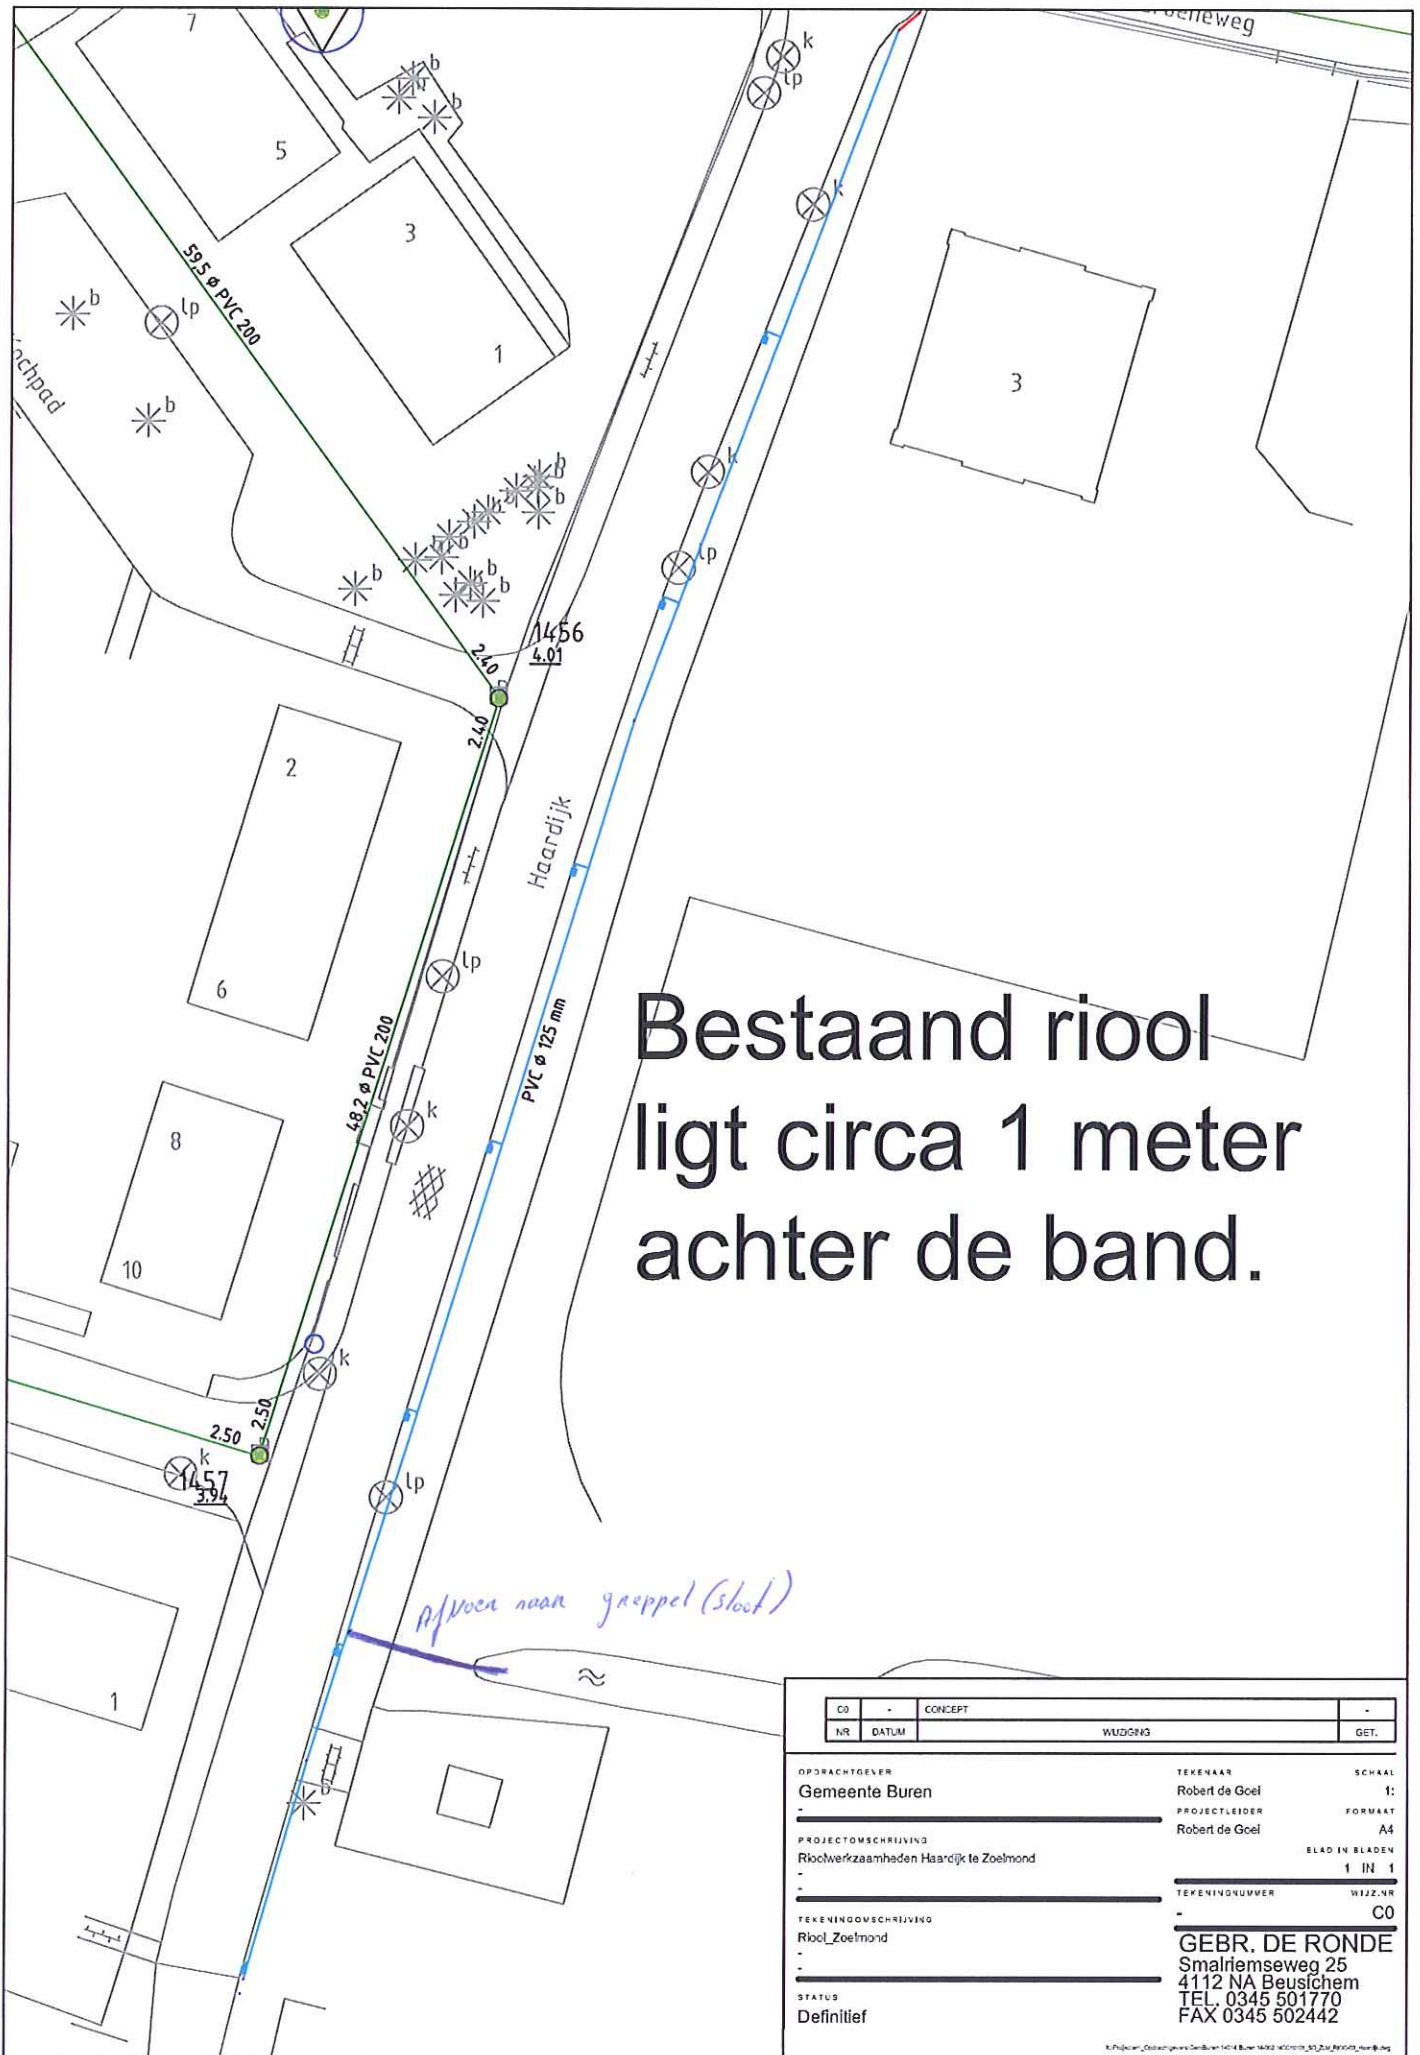 7
5
3
1
b
b
k
lp
k
59,5 ø PVC 200
b
lp
b
3
k
b
b
lp
b
b
b
1456
4.01
2.40
2.40
2
Haardijk
6
lp
48,2 ø PVC 200
PVC ø 125 mm
k
8
10
Bestaand riool
ligt circa 1 meter
achter de band.
k
2.50
2.50
k
1457
3.94
lp
Afvoer naar greppel (sloot)
1
b
C0 - CONCEPT -
NR DATUM WIJZIGING GET.
OPDRACHTGEVER
Gemeente Buren
-
PROJECTOMSCHRIJVING
Rioolwerkzaamheden Haardijk te Zoelmond
-
-
TEKENINGOMSCHRIJVING
Riool_Zoelmond
-
-
STATUS
Definitief
TEKENAAR SCHAAL
Robert de Goei 1:
PROJECTLEIDER FORMAAT
Robert de Goei A4
BLAD IN BLADEN
1 IN 1
TEKENINGNUMMER WIJZ.NR
- C0
GEBR. DE RONDE
Smalriemseweg 25
4112 NA Beusichem
TEL. 0345 501770
FAX 0345 502442